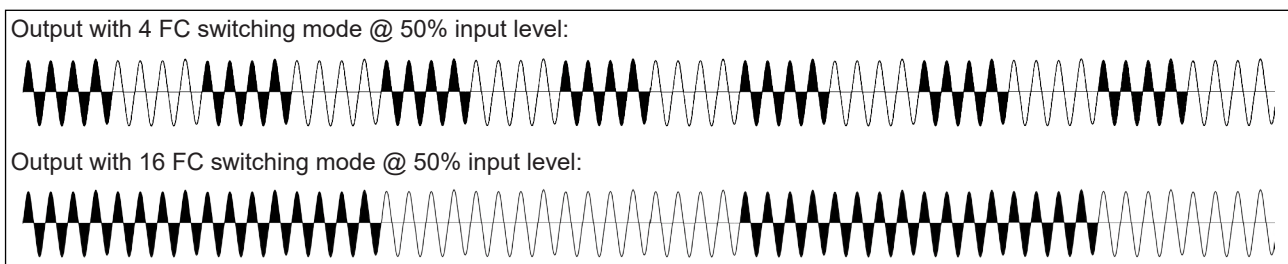 Output with 4 FC switching mode @ 50% input level:
Output with 16 FC switching mode @ 50% input level: